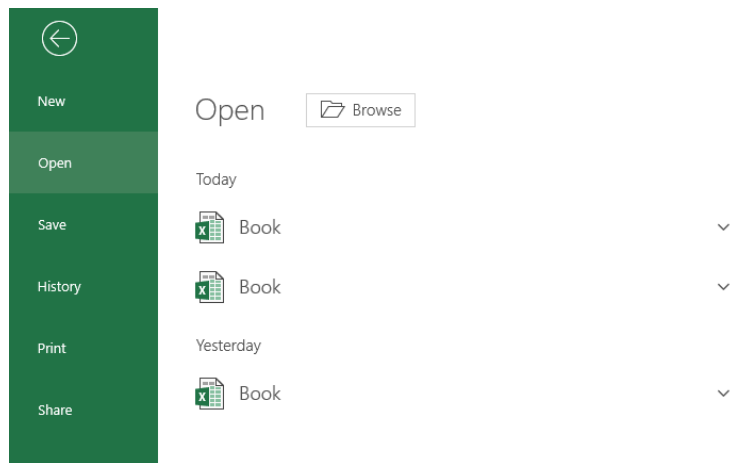 New
Open
Save
History
Print
Share
Open
Browse
Today
Book
Book
Yesterday
Book